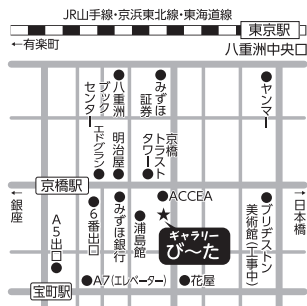 JR山手線・京浜東北線・東海道線
東京駅
←有楽町
八重洲中央口
八重洲
ブック
センター
みずほ
証券
ヤンマー
エドグラン
明治屋
京橋
トラスト
タワー
京橋駅
ACCEA
←銀座
→日本橋
A5出口
6番出口
みずほ銀行
浦島館
★
ギャラリー
び〜た
ブリヂストン
美術館(工事中)
宝町駅
A7(エレベーター)
花屋